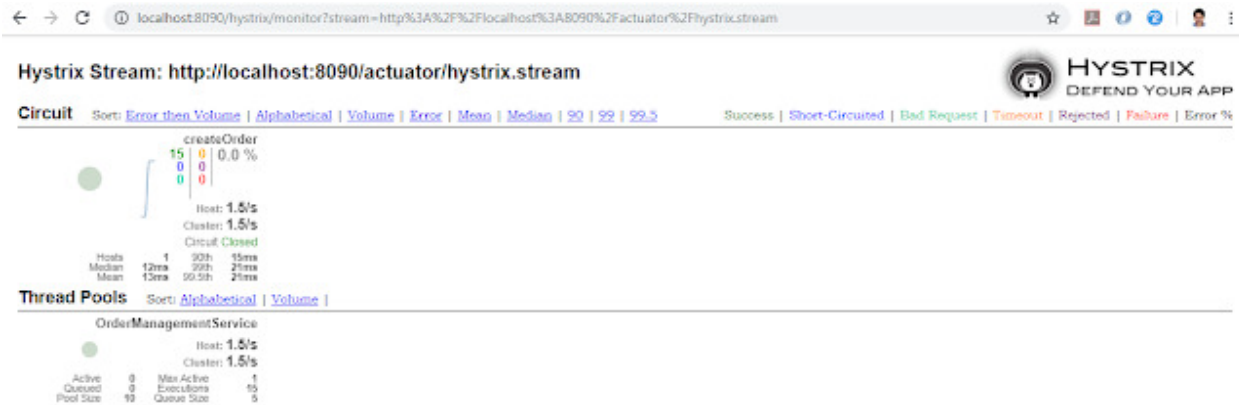 localhost:8090/hystrix/monitor?stream=http%3A%2F%2Flocalhost%3A8090%2Factuator%2Fhystrix.stream
Hystrix Stream: http://localhost:8090/actuator/hystrix.stream
HYSTRIX
DEFEND YOUR APP
Circuit Sort: Error then Volume | Alphabetical | Volume | Error | Mean | Median | 90 | 99 | 99.5 Success | Short-Circuited | Bad Request | Timeout | Rejected | Failure | Error %
createOrder
15 | 0 | 0.0 %
0 | 0
0 | 0
Host: 1.5/s
Cluster: 1.5/s
Circuit Closed
Hosts 1 90th 15ms
Median 12ms 99th 21ms
Mean 13ms 99.5th 21ms
Thread Pools Sort: Alphabetical | Volume |
OrderManagementService
Host: 1.5/s
Cluster: 1.5/s
Active 0 Max Active 1
Queued 0 Executions 15
Pool Size 10 Queue Size 5